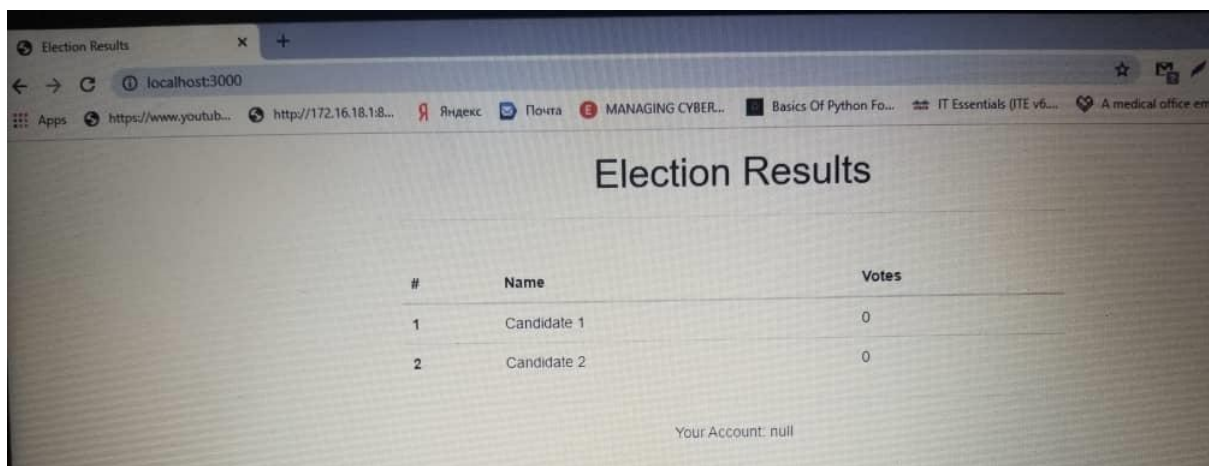 Election Results
localhost:3000
Apps https://www.youtub... http://172.16.18.1:8... Яндекс Почта MANAGING CYBER... Basics Of Python Fo... IT Essentials (ITE v6.... A medical office em
Election Results
# Name Votes
1 Candidate 1 0
2 Candidate 2 0
Your Account: null